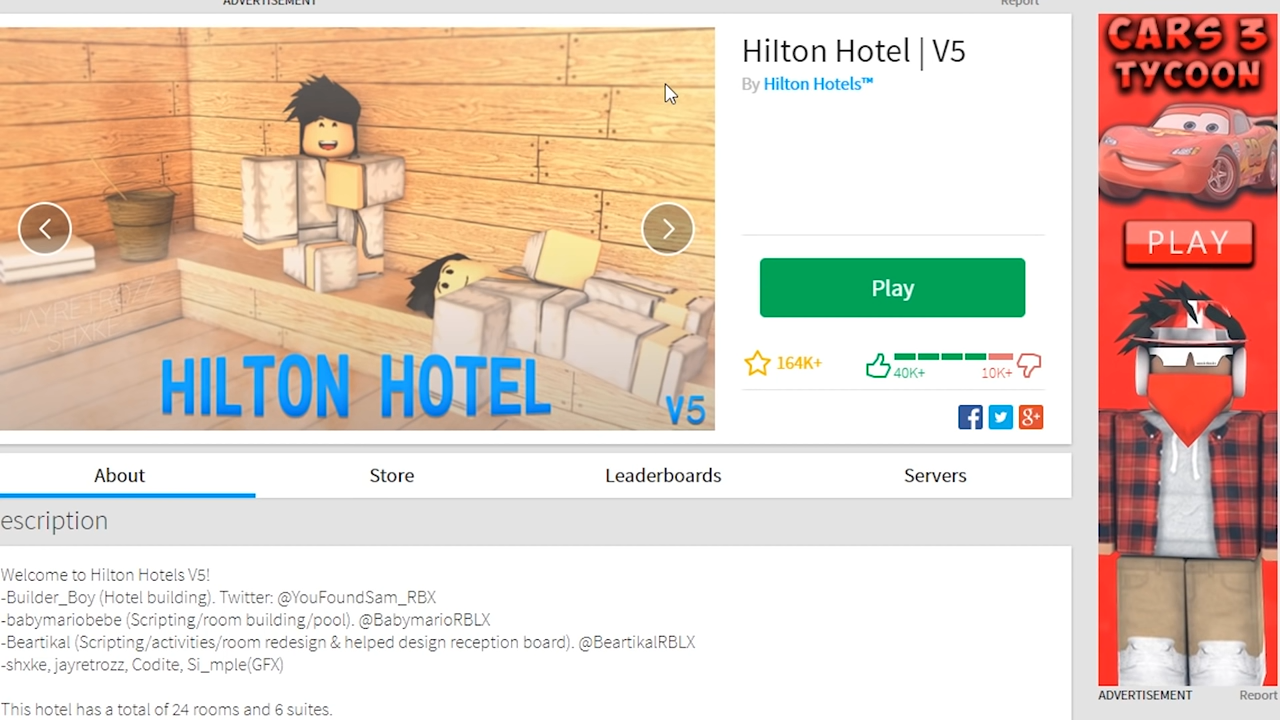 ADVERTISEMENT
Report
Hilton Hotel | V5
By Hilton Hotels™
JAYRETROZZ
SHXKE
HILTON HOTEL
V5
Play
164K+
40K+
10K+
g+
About
Store
Leaderboards
Servers
escription
Welcome to Hilton Hotels V5!
-Builder_Boy (Hotel building). Twitter: @YouFoundSam_RBX
-babymariobebe (Scripting/room building/pool). @BabymarioRBLX
-Beartikal (Scripting/activities/room redesign & helped design reception board). @BeartikalRBLX
-shxke, jayretrozz, Codite, Si_mple(GFX)
This hotel has a total of 24 rooms and 6 suites.
CARS 3
TYCOON
PLAY
ADVERTISEMENT
Report